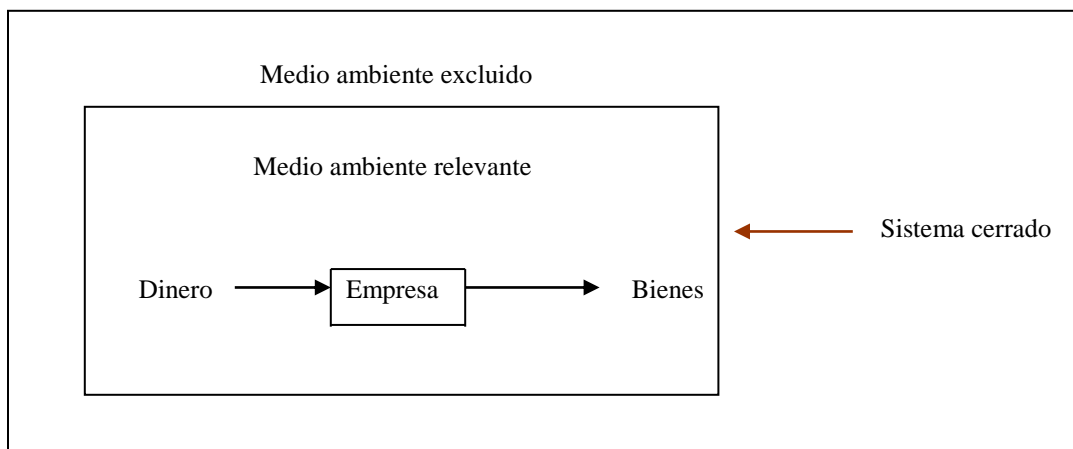 Medio ambiente excluido
Medio ambiente relevante
Sistema cerrado
Dinero
Empresa
Bienes